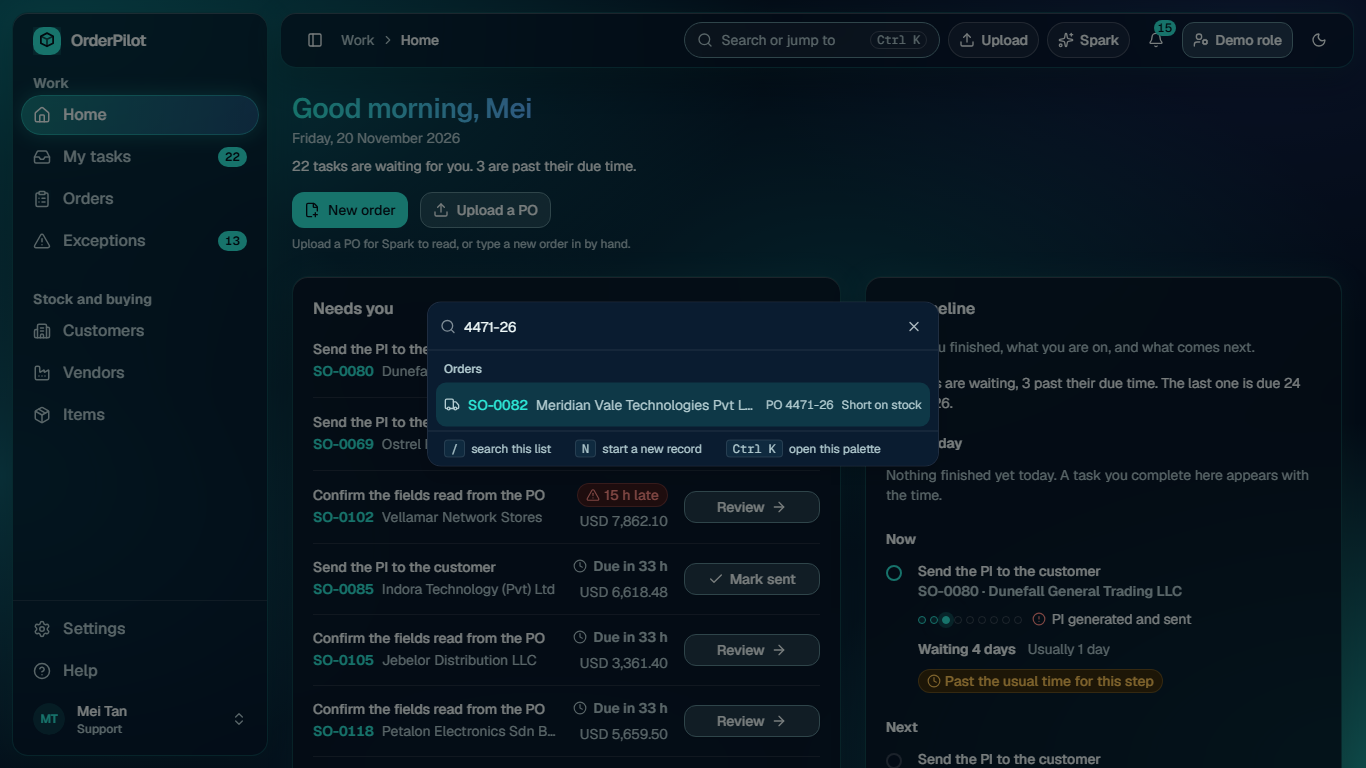 OrderPilot
Work
Home
My tasks 22
Orders
Exceptions 13
Stock and buying
Customers
Vendors
Items
Settings
Help
MT Mei Tan
Support
Work > Home
Search or jump to Ctrl K
Upload
Spark
15
Demo role
Good morning, Mei
Friday, 20 November 2026
22 tasks are waiting for you. 3 are past their due time.
New order
Upload a PO
Upload a PO for Spark to read, or type a new order in by hand.
Needs you
Send the PI to the
SO-0080 Dunefa
Send the PI to the
SO-0069 Ostrel
Confirm the fields read from the PO 15 h late
SO-0102 Vellamar Network Stores USD 7,862.10
Review
Send the PI to the customer Due in 33 h
SO-0085 Indora Technology (Pvt) Ltd USD 6,618.48
Mark sent
Confirm the fields read from the PO Due in 33 h
SO-0105 Jebelor Distribution LLC USD 3,361.40
Review
Confirm the fields read from the PO Due in 33 h
SO-0118 Petalon Electronics Sdn B... USD 5,659.50
Review
4471-26
Orders
SO-0082 Meridian Vale Technologies Pvt L... PO 4471-26 Short on stock
/ search this list N start a new record Ctrl K open this palette
eline
u finished, what you are on, and what comes next.
s are waiting, 3 past their due time. The last one is due 24
26.
day
Nothing finished yet today. A task you complete here appears with
the time.
Now
Send the PI to the customer
SO-0080 · Dunefall General Trading LLC
PI generated and sent
Waiting 4 days Usually 1 day
Past the usual time for this step
Next
Send the PI to the customer